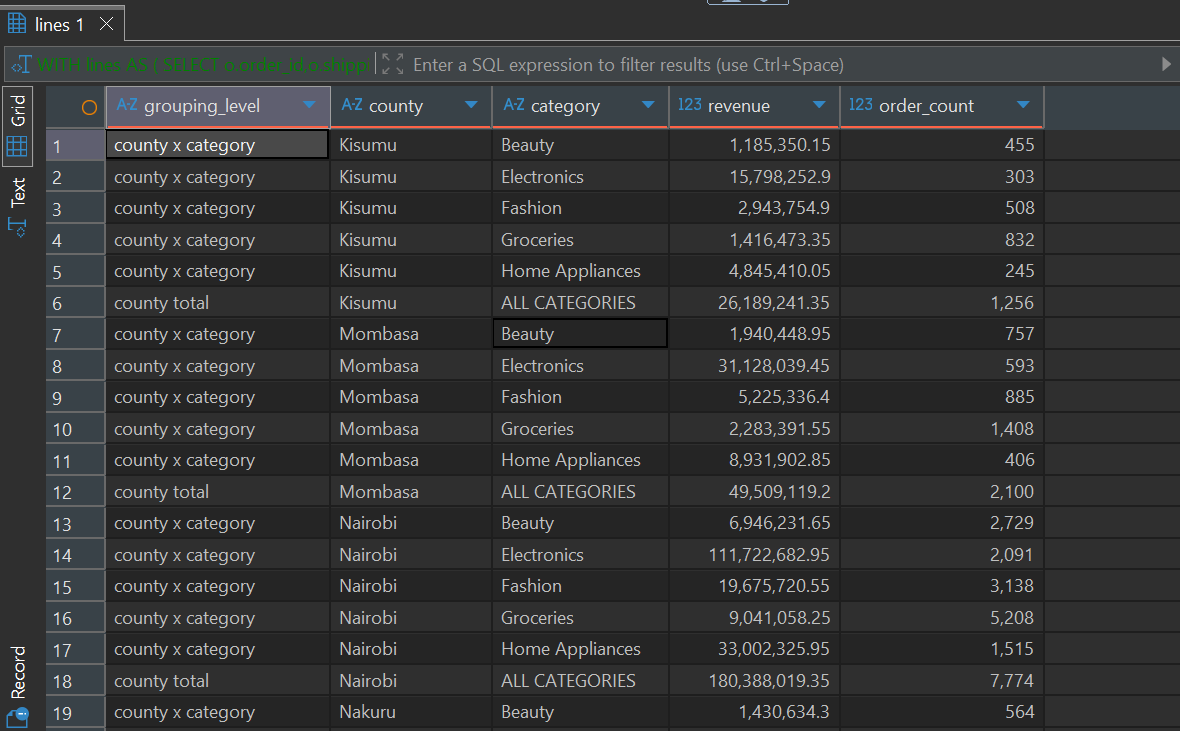 lines 1
WITH lines AS ( SELECT o.order_id,o.shippi Enter a SQL expression to filter results (use Ctrl+Space)
Grid
Text
Record
A-Z grouping_level A-Z county A-Z category 123 revenue 123 order_count
1 county x category Kisumu Beauty 1,185,350.15 455
2 county x category Kisumu Electronics 15,798,252.9 303
3 county x category Kisumu Fashion 2,943,754.9 508
4 county x category Kisumu Groceries 1,416,473.35 832
5 county x category Kisumu Home Appliances 4,845,410.05 245
6 county total Kisumu ALL CATEGORIES 26,189,241.35 1,256
7 county x category Mombasa Beauty 1,940,448.95 757
8 county x category Mombasa Electronics 31,128,039.45 593
9 county x category Mombasa Fashion 5,225,336.4 885
10 county x category Mombasa Groceries 2,283,391.55 1,408
11 county x category Mombasa Home Appliances 8,931,902.85 406
12 county total Mombasa ALL CATEGORIES 49,509,119.2 2,100
13 county x category Nairobi Beauty 6,946,231.65 2,729
14 county x category Nairobi Electronics 111,722,682.95 2,091
15 county x category Nairobi Fashion 19,675,720.55 3,138
16 county x category Nairobi Groceries 9,041,058.25 5,208
17 county x category Nairobi Home Appliances 33,002,325.95 1,515
18 county total Nairobi ALL CATEGORIES 180,388,019.35 7,774
19 county x category Nakuru Beauty 1,430,634.3 564